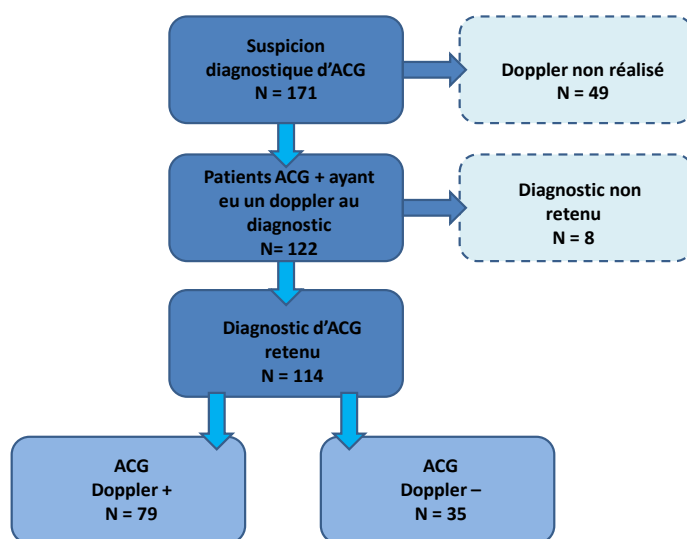 Suspicion
diagnostique d'ACG
N = 171
Doppler non réalisé
N = 49
Patients ACG + ayant
eu un doppler au
diagnostic
N= 122
Diagnostic non
retenu
N = 8
Diagnostic d'ACG
retenu
N = 114
ACG
Doppler +
N = 79
ACG
Doppler –
N = 35